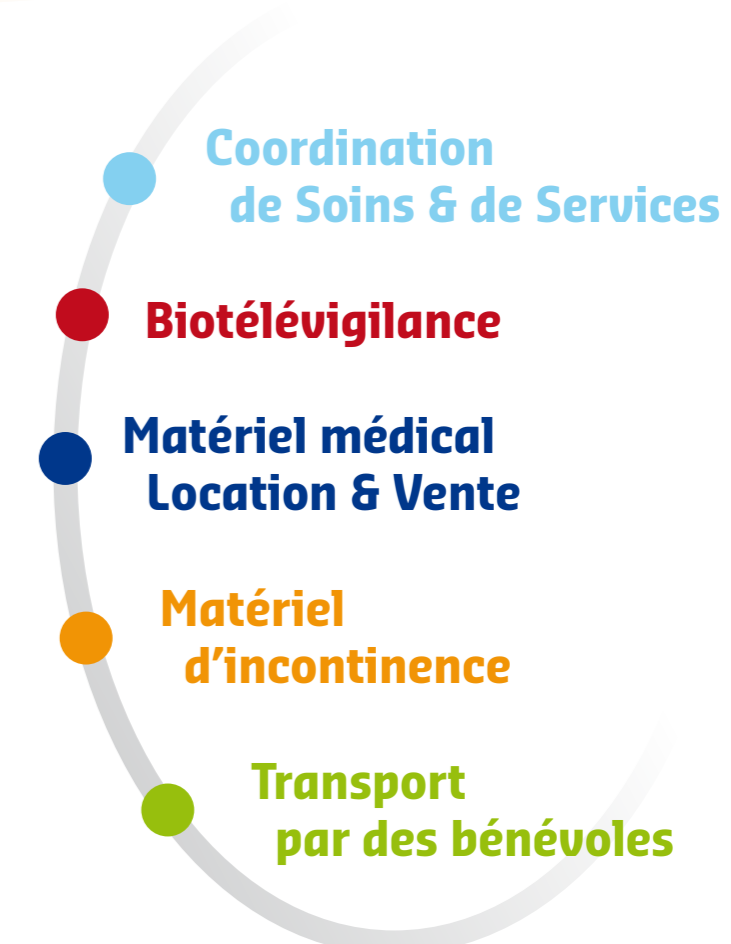 Coordination
de Soins & de Services
Biotélévigilance
Matériel médical
Location & Vente
Matériel
d’incontinence
Transport
par des bénévoles